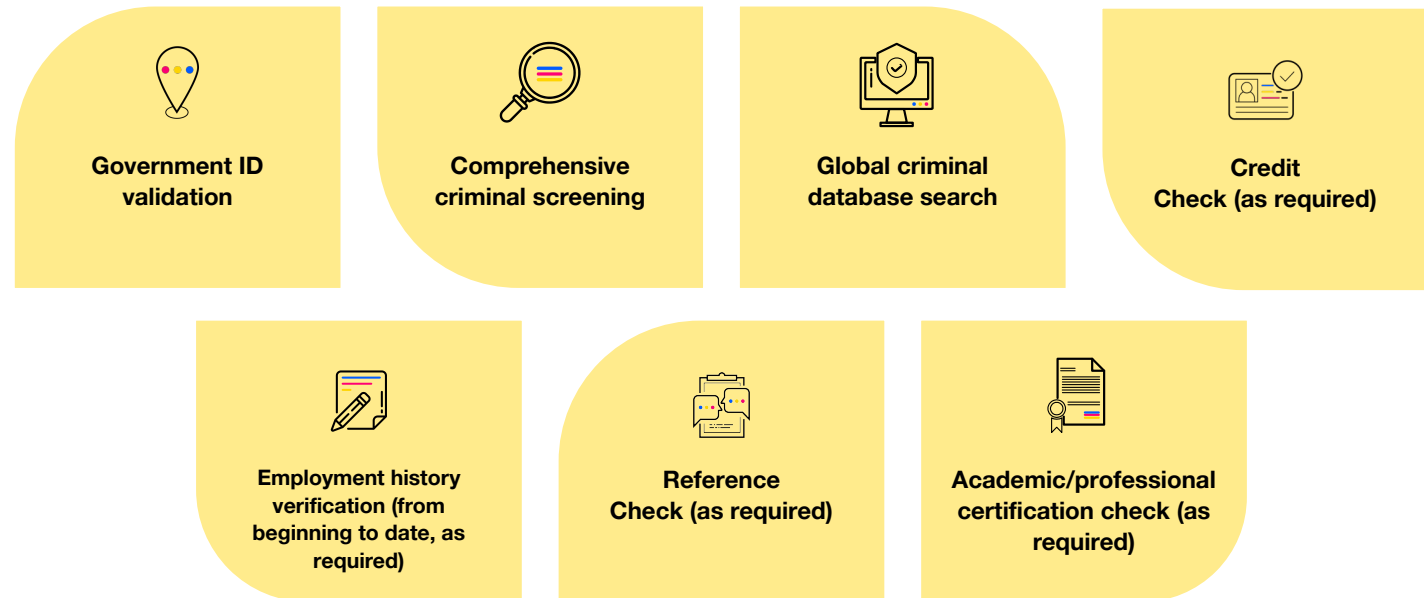 Government ID
validation
Comprehensive
criminal screening
Global criminal
database search
Credit
Check (as required)
Employment history
verification (from
beginning to date, as
required)
Reference
Check (as required)
Academic/professional
certification check (as
required)